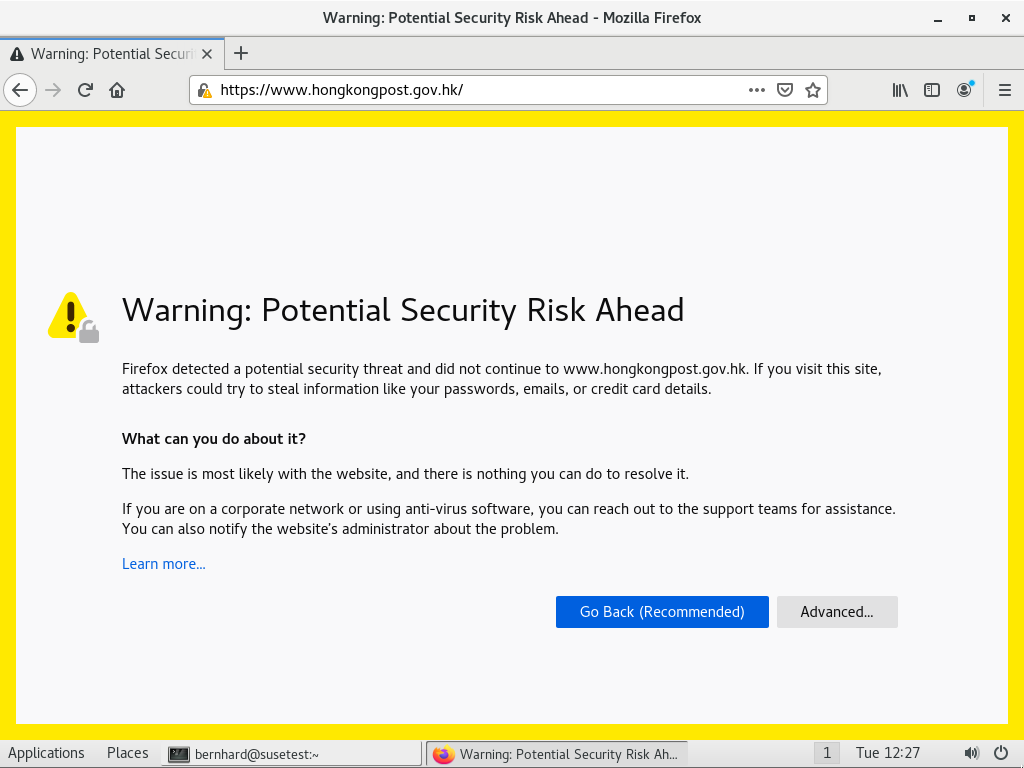 Warning: Potential Security Risk Ahead - Mozilla Firefox
Warning: Potential Securi
https://www.hongkongpost.gov.hk/
Warning: Potential Security Risk Ahead
Firefox detected a potential security threat and did not continue to www.hongkongpost.gov.hk. If you visit this site,
attackers could try to steal information like your passwords, emails, or credit card details.
What can you do about it?
The issue is most likely with the website, and there is nothing you can do to resolve it.
If you are on a corporate network or using anti-virus software, you can reach out to the support teams for assistance.
You can also notify the website's administrator about the problem.
Learn more...
Go Back (Recommended) Advanced...
Applications Places bernhard@susetest:~ Warning: Potential Security Risk Ah... 1 Tue 12:27